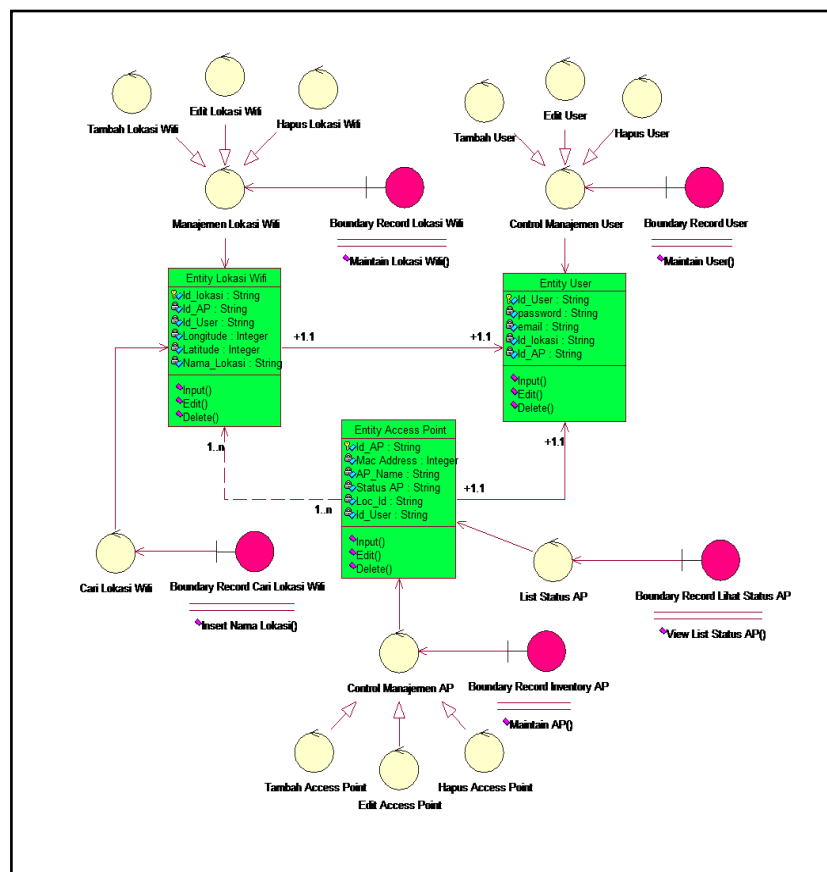 Tambah Lokasi Wifi
Edit Lokasi Wifi
Hapus Lokasi Wifi
Tambah User
Edit User
Hapus User
Manajemen Lokasi Wifi
Boundary Record Lokasi Wifi
Maintain Lokasi Wifi()
Control Manajemen User
Boundary Record User
Maintain User()
Entity Lokasi Wifi
Id_lokasi : String
Id_AP : String
Id_User : String
Longitude : Integer
Latitude : Integer
Nama_Lokasi : String
Input()
Edit()
Delete()
+1.1
+1.1
Entity User
Id_User : String
password : String
email : String
Id_lokasi : String
Id_AP : String
Input()
Edit()
Delete()
1..n
1..n
Entity Access Point
Id_AP : String
Mac Address : Integer
AP_Name : String
Status AP : String
Loc_Id : String
Id_User : String
Input()
Edit()
Delete()
+1.1
+1.1
Cari Lokasi Wifi
Boundary Record Cari Lokasi Wifi
Insert Nama Lokasi()
List Status AP
Boundary Record Lihat Status AP
View List Status AP()
Control Manajemen AP
Boundary Record Inventory AP
Maintain AP()
Tambah Access Point
Edit Access Point
Hapus Access Point